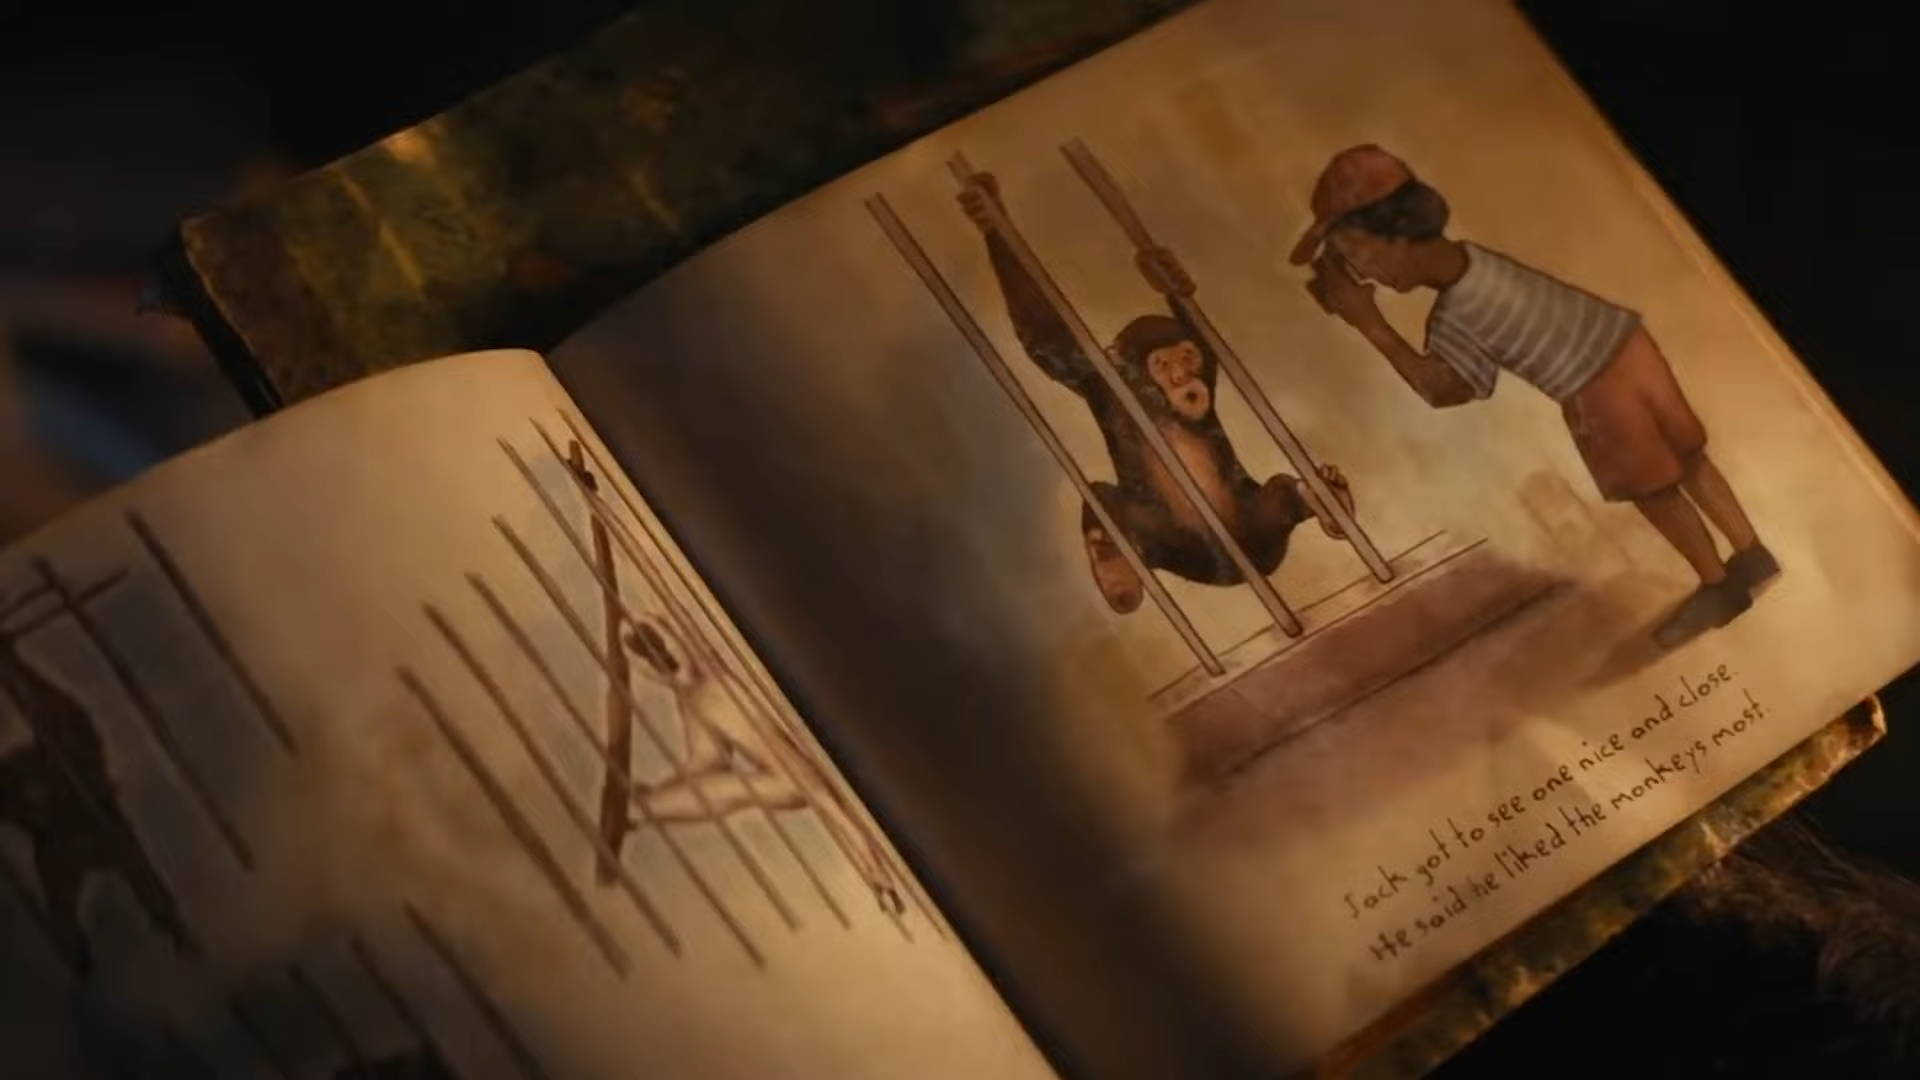 Jack got to see one nice and close.
He said he liked the monkeys most.